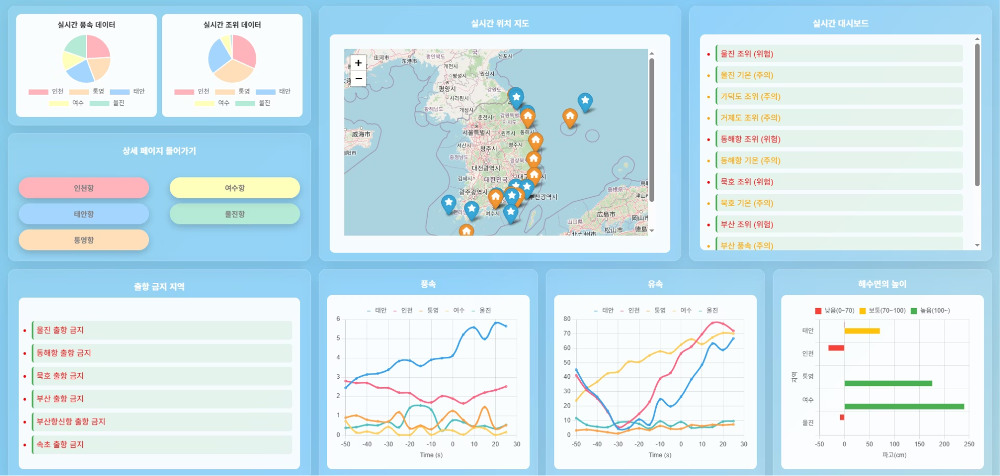 실시간 풍속 데이터
인천 통영 태안
여수 울진
실시간 조위 데이터
인천 통영 태안
여수 울진
상세 페이지 들어가기
인천항 여수항
태안항 울진항
통영항
실시간 위치 지도
+
−
庄河市
东港市
평안북도
신포시
개천시
평성시
원산시
평양시
사리원시
강원도
황해남도
개성시
춘천시
강원특별
자치도
서울특별시
원주시
동해시
威海市
서산시
청주시
영주시
충청남도
경상북도
대전광역시
김제시
대한민국
광주광역시
부산광역시
여수시
島根県
津山市
広島市
岡山市
山口県
松山市
徳島
北九州市
실시간 대시보드
울진 조위 (위험)
울진 기온 (주의)
가덕도 조위 (주의)
거제도 조위 (주의)
동해항 조위 (위험)
동해항 기온 (주의)
묵호 조위 (위험)
묵호 기온 (주의)
부산 조위 (위험)
부산 풍속 (주의)
출항 금지 지역
울진 출항 금지
동해항 출항 금지
묵호 출항 금지
부산 출항 금지
부산항신항 출항 금지
속초 출항 금지
풍속
태안 인천 통영 여수 울진
6
5
4
3
2
1
0
-50 -40 -30 -20 -10 0 10 20 30
Time (s)
유속
태안 인천 통영 여수 울진
80
70
60
50
40
30
20
10
0
-50 -40 -30 -20 -10 0 10 20 30
Time (s)
해수면의 높이
낮음(0~70) 보통(70~100) 높음(100~)
지역
태안
인천
통영
여수
울진
-50 0 50 100 150 200 250
파고(cm)